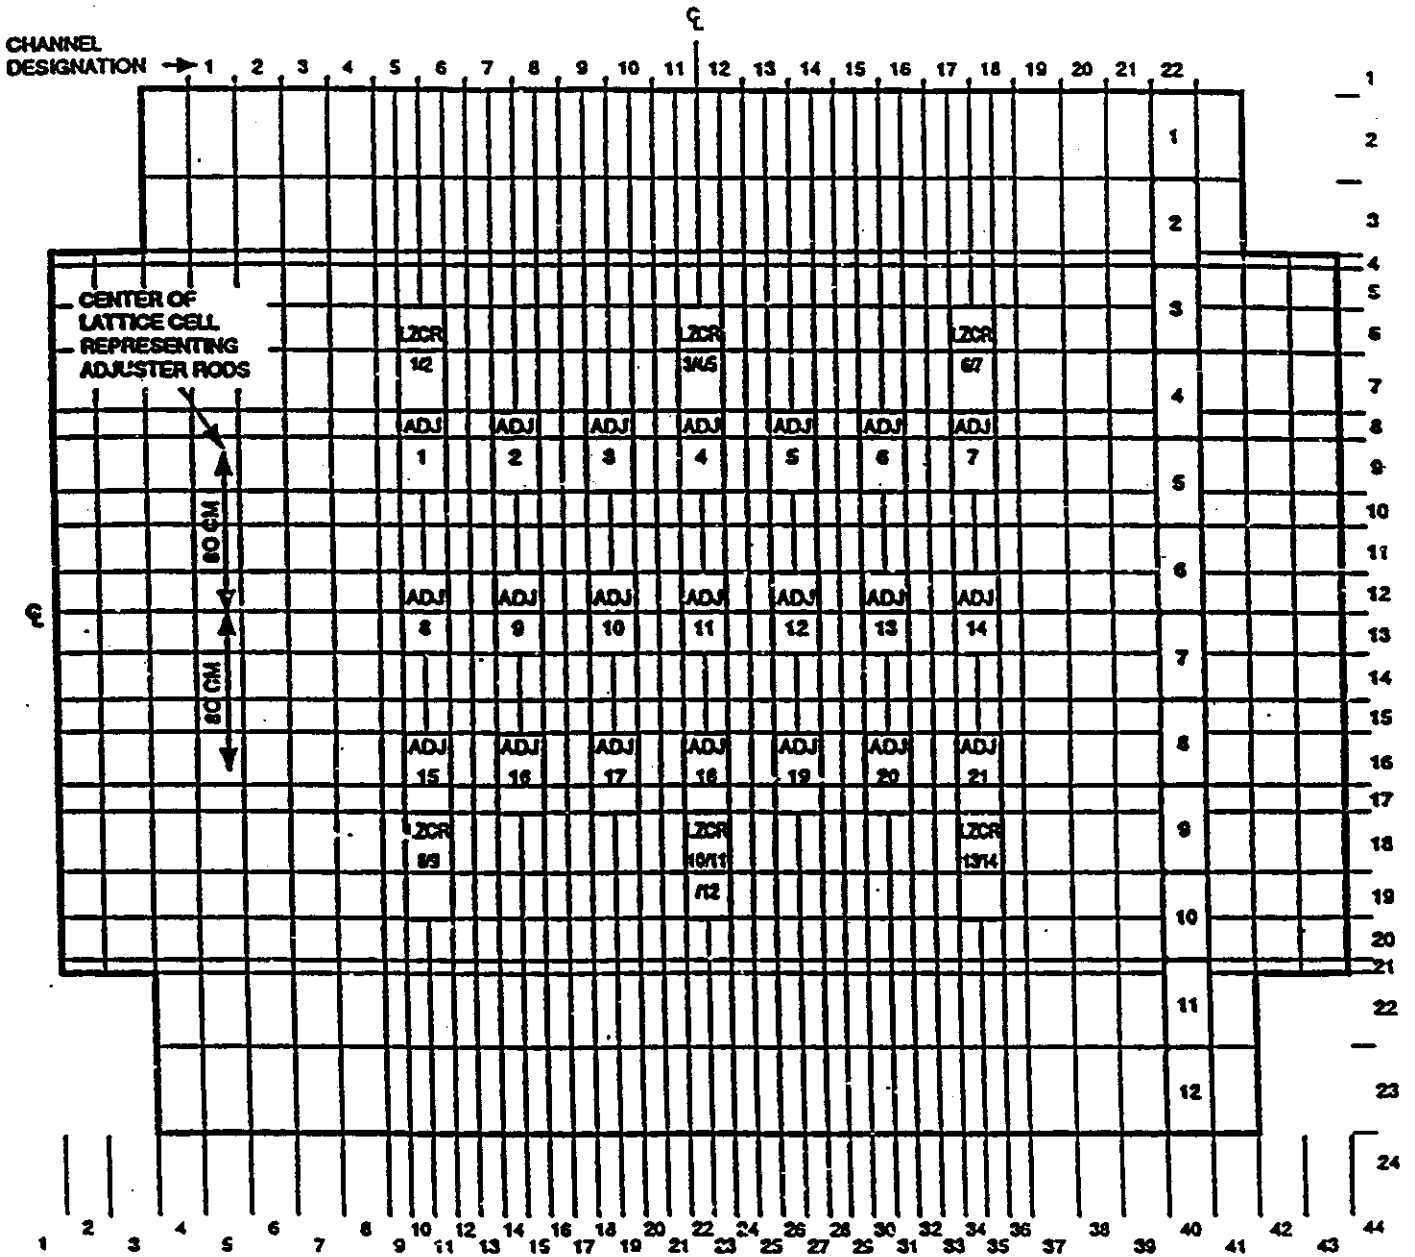 ℄
CHANNEL
DESIGNATION → 1 2 3 4 5 6 7 8 9 10 11 12 13 14 15 16 17 18 19 20 21 22
1
1 2
2 3
4
CENTER OF
LATTICE CELL
REPRESENTING
ADJUSTER RODS
5
3
LZCR LZCR LZCR 6
1/2 3/4/5 6/7
4 7
ADJ ADJ ADJ ADJ ADJ ADJ ADJ 8
1 2 3 4 5 6 7 9
5
80 CM
10
11
6
℄
ADJ ADJ ADJ ADJ ADJ ADJ ADJ 12
8 9 10 11 12 13 14 13
7
80 CM
14
15
ADJ ADJ ADJ ADJ ADJ ADJ ADJ 8
15 16 17 18 19 20 21 16
17
LZCR LZCR LZCR 9 18
8/9 10/11 13/14
/12 19
10
20
21
11 22
12 23
24
2 4 6 8 10 12 14 16 18 20 22 24 26 28 30 32 34 36 38 40 42 44
1 3 5 7 9 11 13 15 17 19 21 23 25 27 29 31 33 35 37 39 41 43